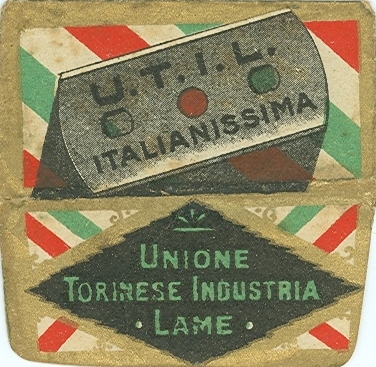 U.T.I.L.
ITALIANISSIMA
UNIONE
TORINESE INDUSTRIA
· LAME ·